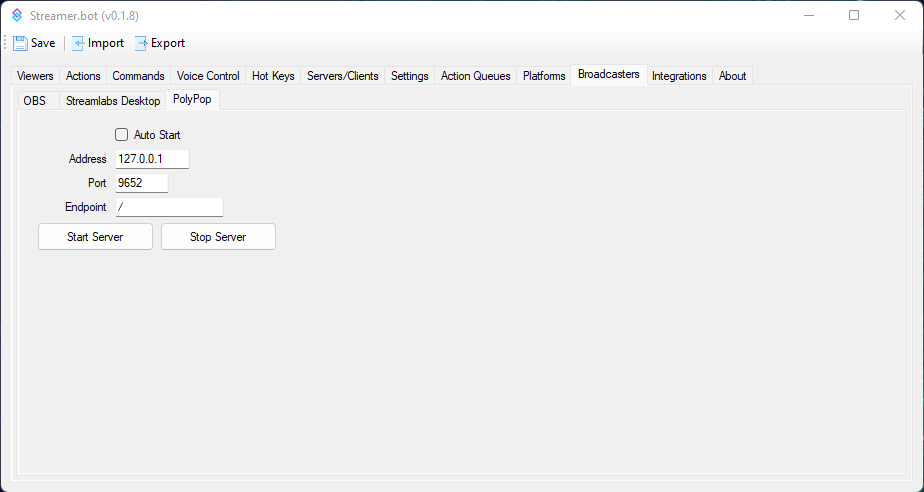 Streamer.bot (v0.1.8)
Save Import Export
Viewers Actions Commands Voice Control Hot Keys Servers/Clients Settings Action Queues Platforms Broadcasters Integrations About
OBS Streamlabs Desktop PolyPop
Auto Start
Address 127.0.0.1
Port 9652
Endpoint /
Start Server Stop Server